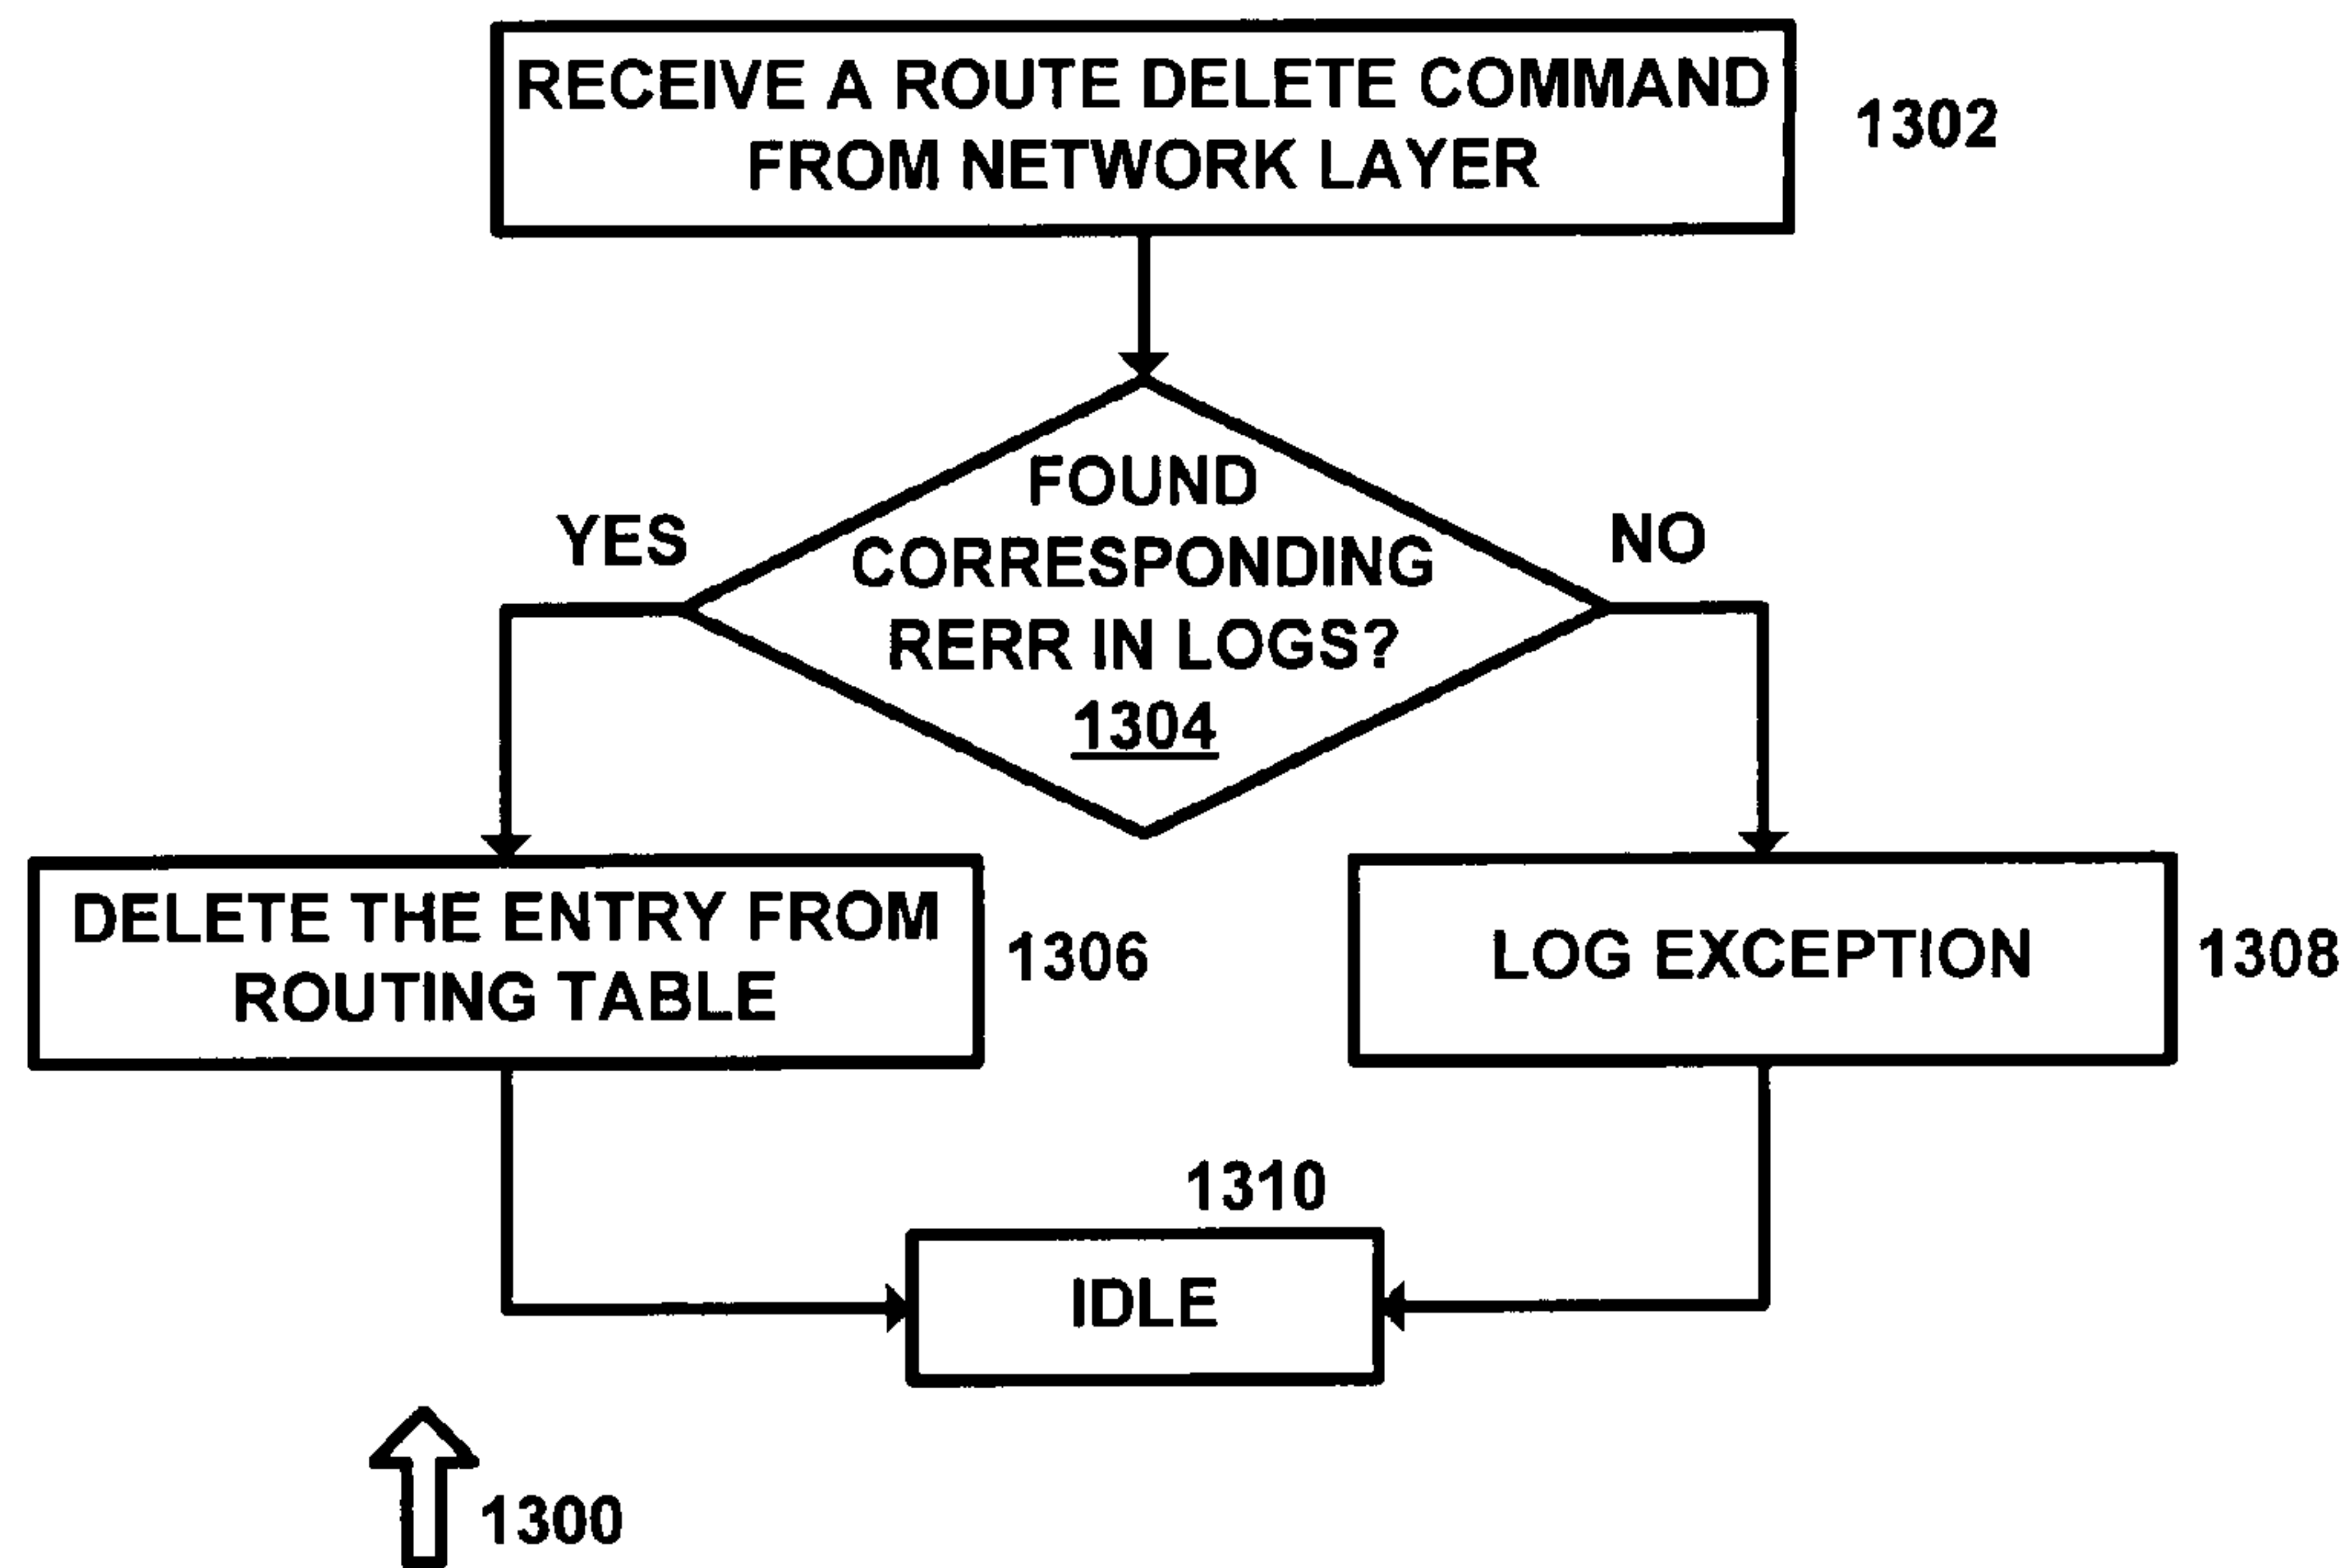 RECEIVE A ROUTE DELETE COMMAND
FROM NETWORK LAYER
1302
FOUND
CORRESPONDING
RERR IN LOGS?
1304
YES
NO
DELETE THE ENTRY FROM
ROUTING TABLE
1306
LOG EXCEPTION
1308
1310
IDLE
1300